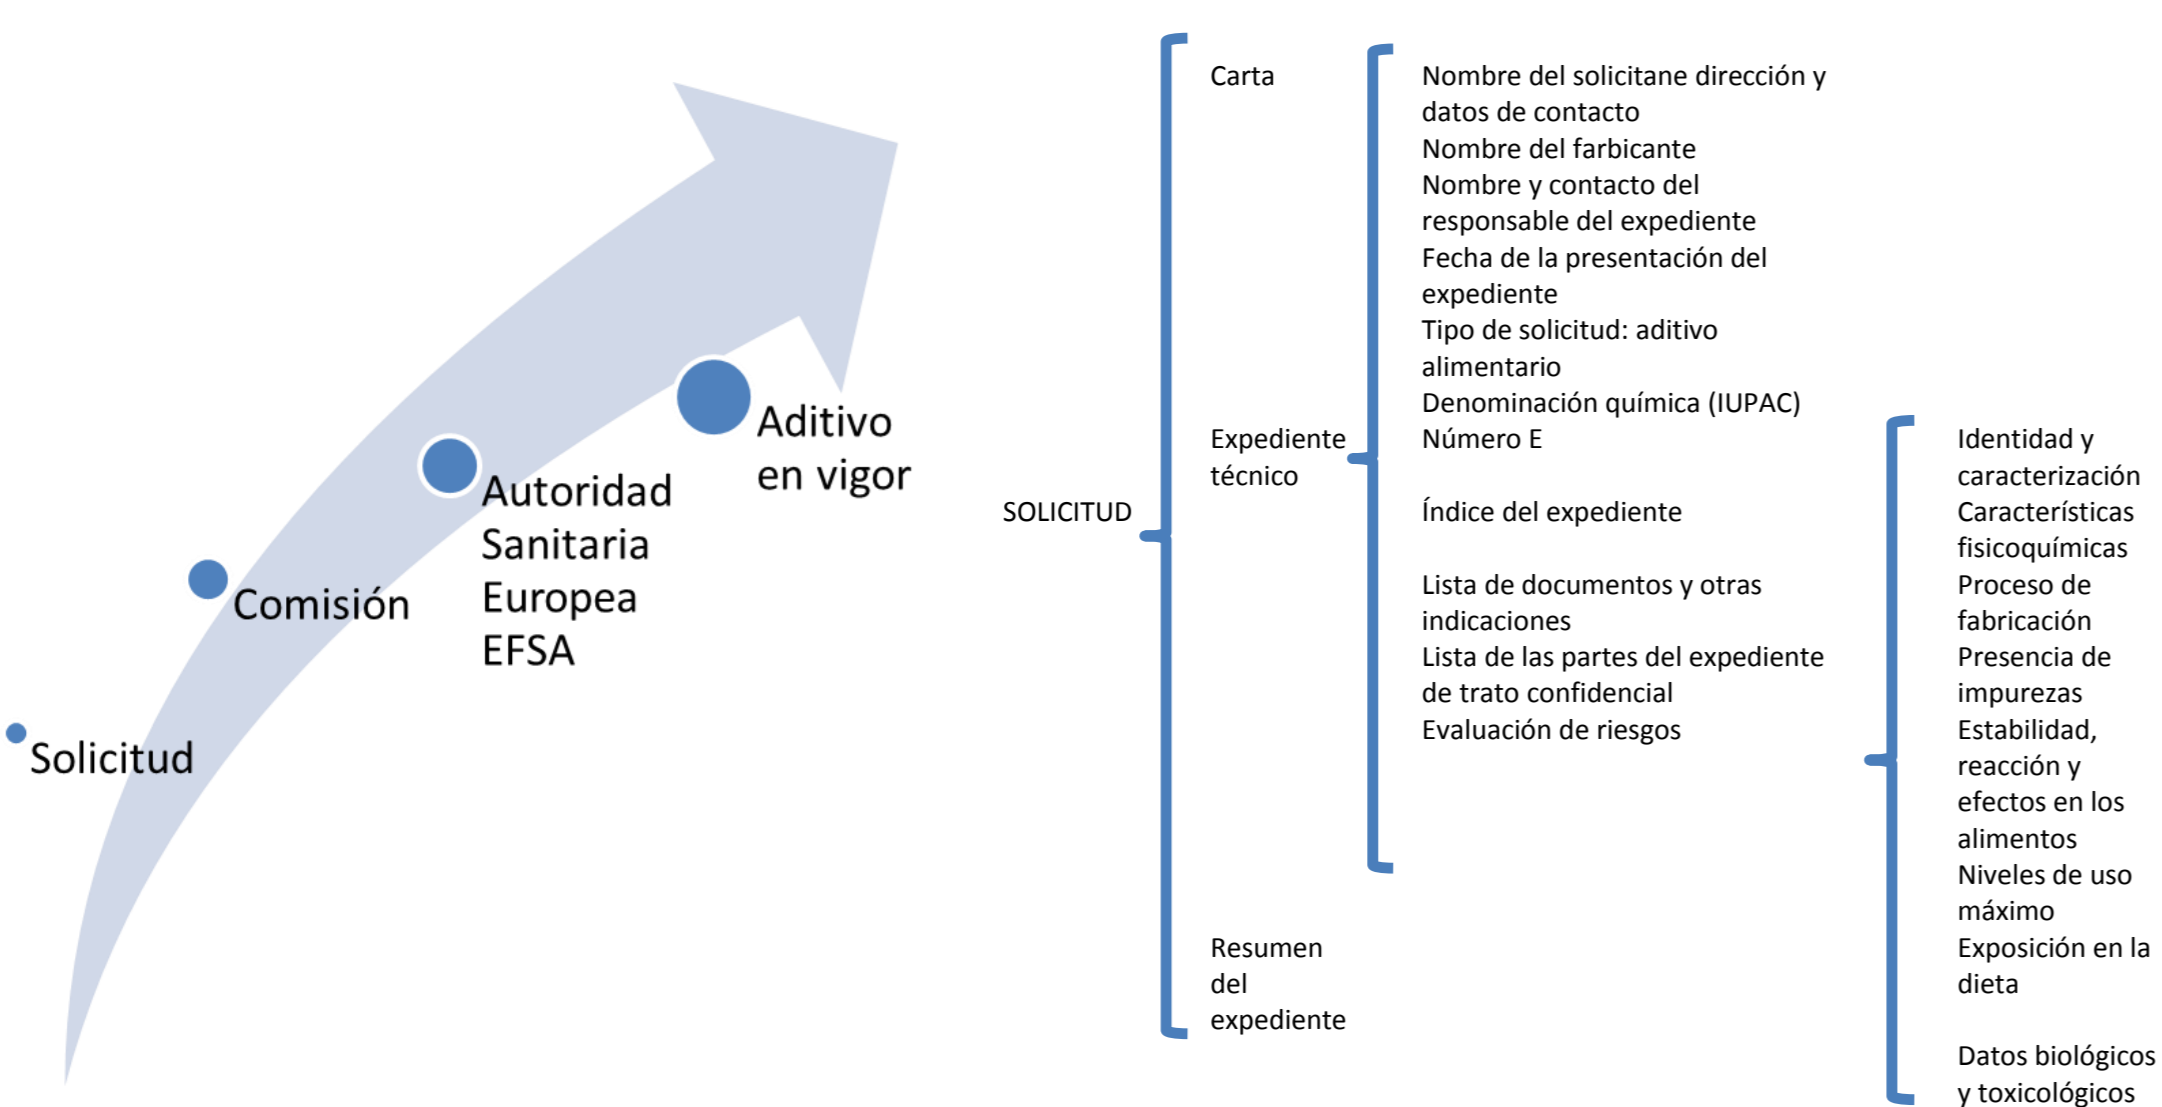 Solicitud
Comisión
Autoridad
Sanitaria
Europea
EFSA
Aditivo
en vigor
SOLICITUD
Carta
Expediente
técnico
Resumen
del
expediente
Nombre del solicitane dirección y
datos de contacto
Nombre del farbicante
Nombre y contacto del
responsable del expediente
Fecha de la presentación del
expediente
Tipo de solicitud: aditivo
alimentario
Denominación química (IUPAC)
Número E
Índice del expediente
Lista de documentos y otras
indicaciones
Lista de las partes del expediente
de trato confidencial
Evaluación de riesgos
Identidad y
caracterización
Características
fisicoquímicas
Proceso de
fabricación
Presencia de
impurezas
Estabilidad,
reacción y
efectos en los
alimentos
Niveles de uso
máximo
Exposición en la
dieta
Datos biológicos
y toxicológicos